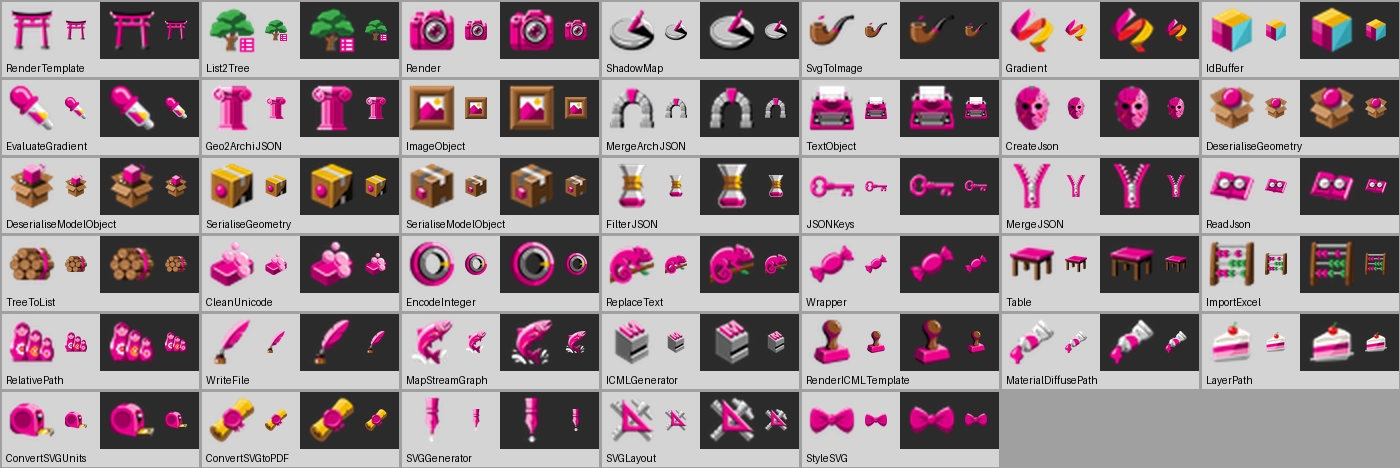 RenderTemplate
List2Tree
Render
ShadowMap
SvgToImage
Gradient
IdBuffer
EvaluateGradient
Geo2ArchiJSON
ImageObject
MergeArchJSON
TextObject
CreateJson
DeserialiseGeometry
DeserialiseModelObject
SerialiseGeometry
SerialiseModelObject
FilterJSON
JSONKeys
MergeJSON
ReadJson
TreeToList
CleanUnicode
EncodeInteger
ReplaceText
Wrapper
Table
ImportExcel
RelativePath
WriteFile
MapStreamGraph
ICMLGenerator
RenderICMLTemplate
MaterialDiffusePath
LayerPath
ConvertSVGUnits
ConvertSVGtoPDF
SVGGenerator
SVGLayout
StyleSVG